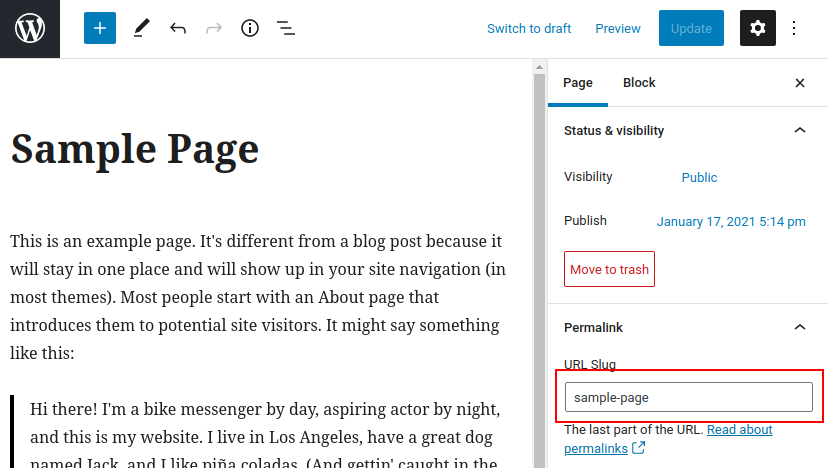 Switch to draft Preview Update
Page Block
Sample Page
This is an example page. It's different from a blog post because it
will stay in one place and will show up in your site navigation (in
most themes). Most people start with an About page that
introduces them to potential site visitors. It might say something
like this:
Hi there! I'm a bike messenger by day, aspiring actor by night,
and this is my website. I live in Los Angeles, have a great dog
named Jack, and I like piña coladas. (And gettin' caught in the
Status & visibility
Visibility Public
Publish January 17, 2021 5:14 pm
Move to trash
Permalink
URL Slug
sample-page
The last part of the URL. Read about
permalinks